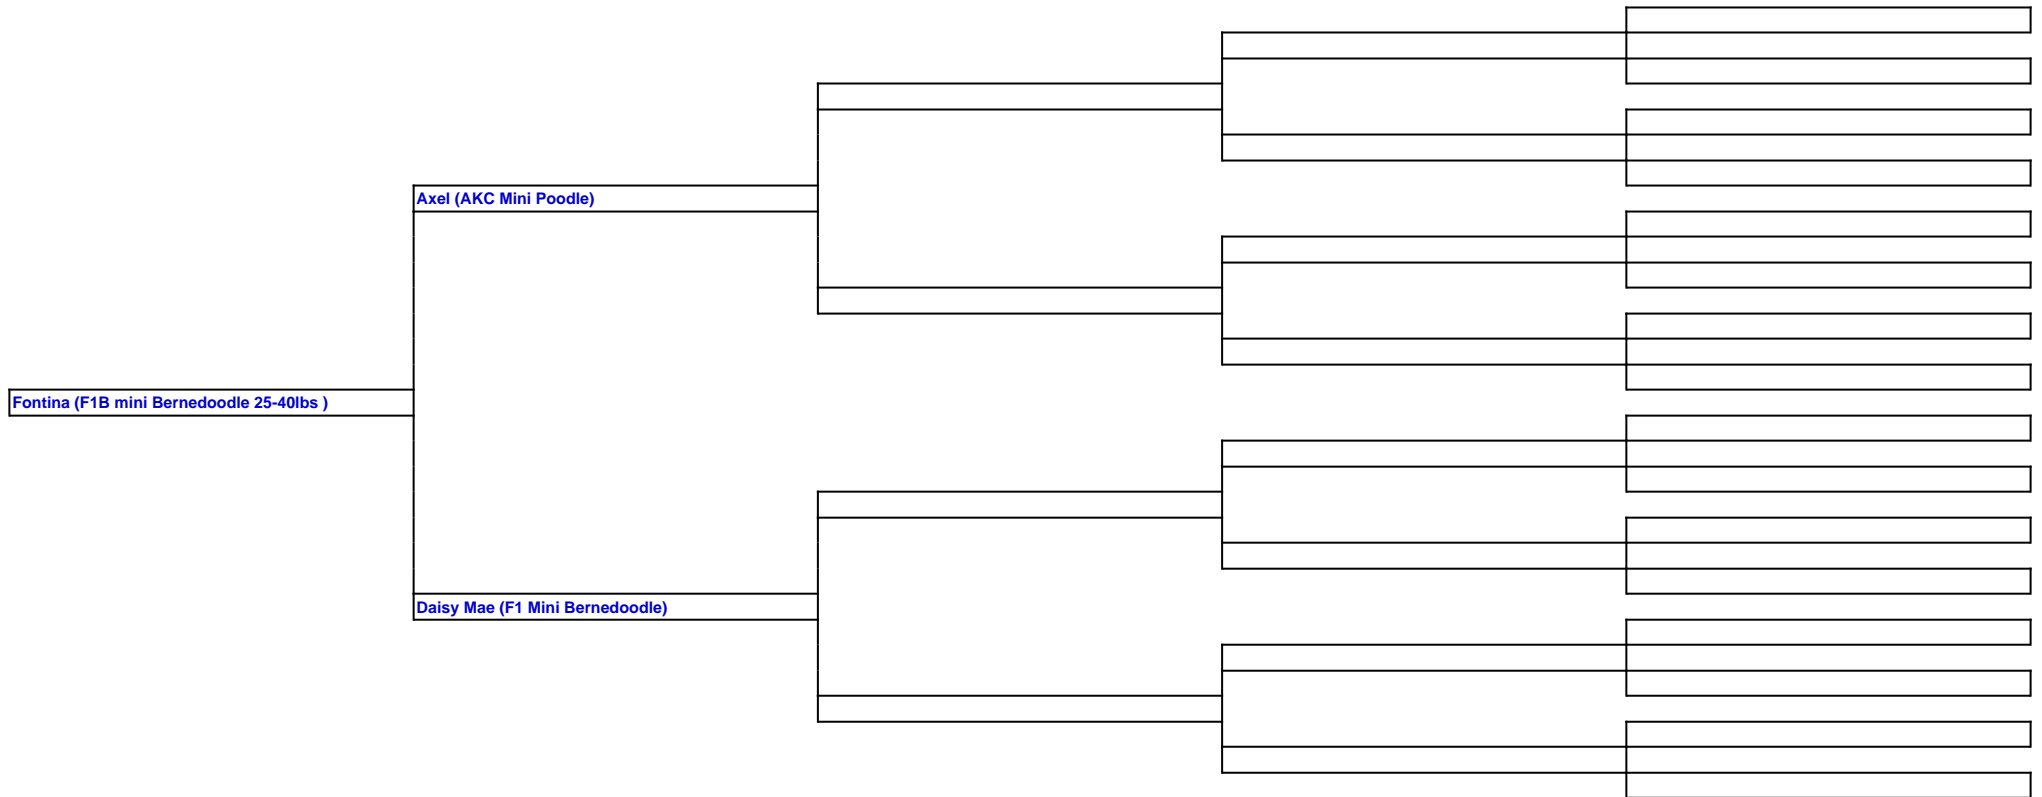 Axel (AKC Mini Poodle)
Fontina (F1B mini Bernedoodle 25-40lbs )
Daisy Mae (F1 Mini Bernedoodle)